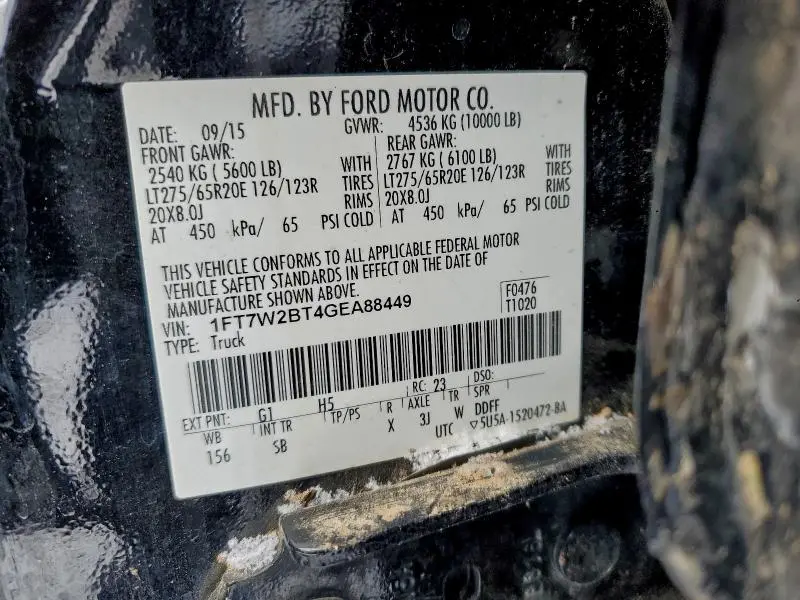 MFD. BY FORD MOTOR CO.
DATE: 09/15 GVWR: 4536 KG (10000 LB)
FRONT GAWR: REAR GAWR:
2540 KG ( 5600 LB) WITH 2767 KG ( 6100 LB) WITH
LT275/65R20E 126/123R TIRES LT275/65R20E 126/123R TIRES
20X8.0J RIMS 20X8.0J RIMS
AT 450 kPa/ 65 PSI COLD AT 450 kPa/ 65 PSI COLD
THIS VEHICLE CONFORMS TO ALL APPLICABLE FEDERAL MOTOR
VEHICLE SAFETY STANDARDS IN EFFECT ON THE DATE OF
MANUFACTURE SHOWN ABOVE.
F0476
VIN: 1FT7W2BT4GEA88449 T1020
TYPE: Truck
EXT PNT: G1 H5 RC: 23 DSO:
WB INT TR TP/PS R AXLE TR SPR
156 SB X 3J W DDFF
UTC ▽5U5A-1520472-BA